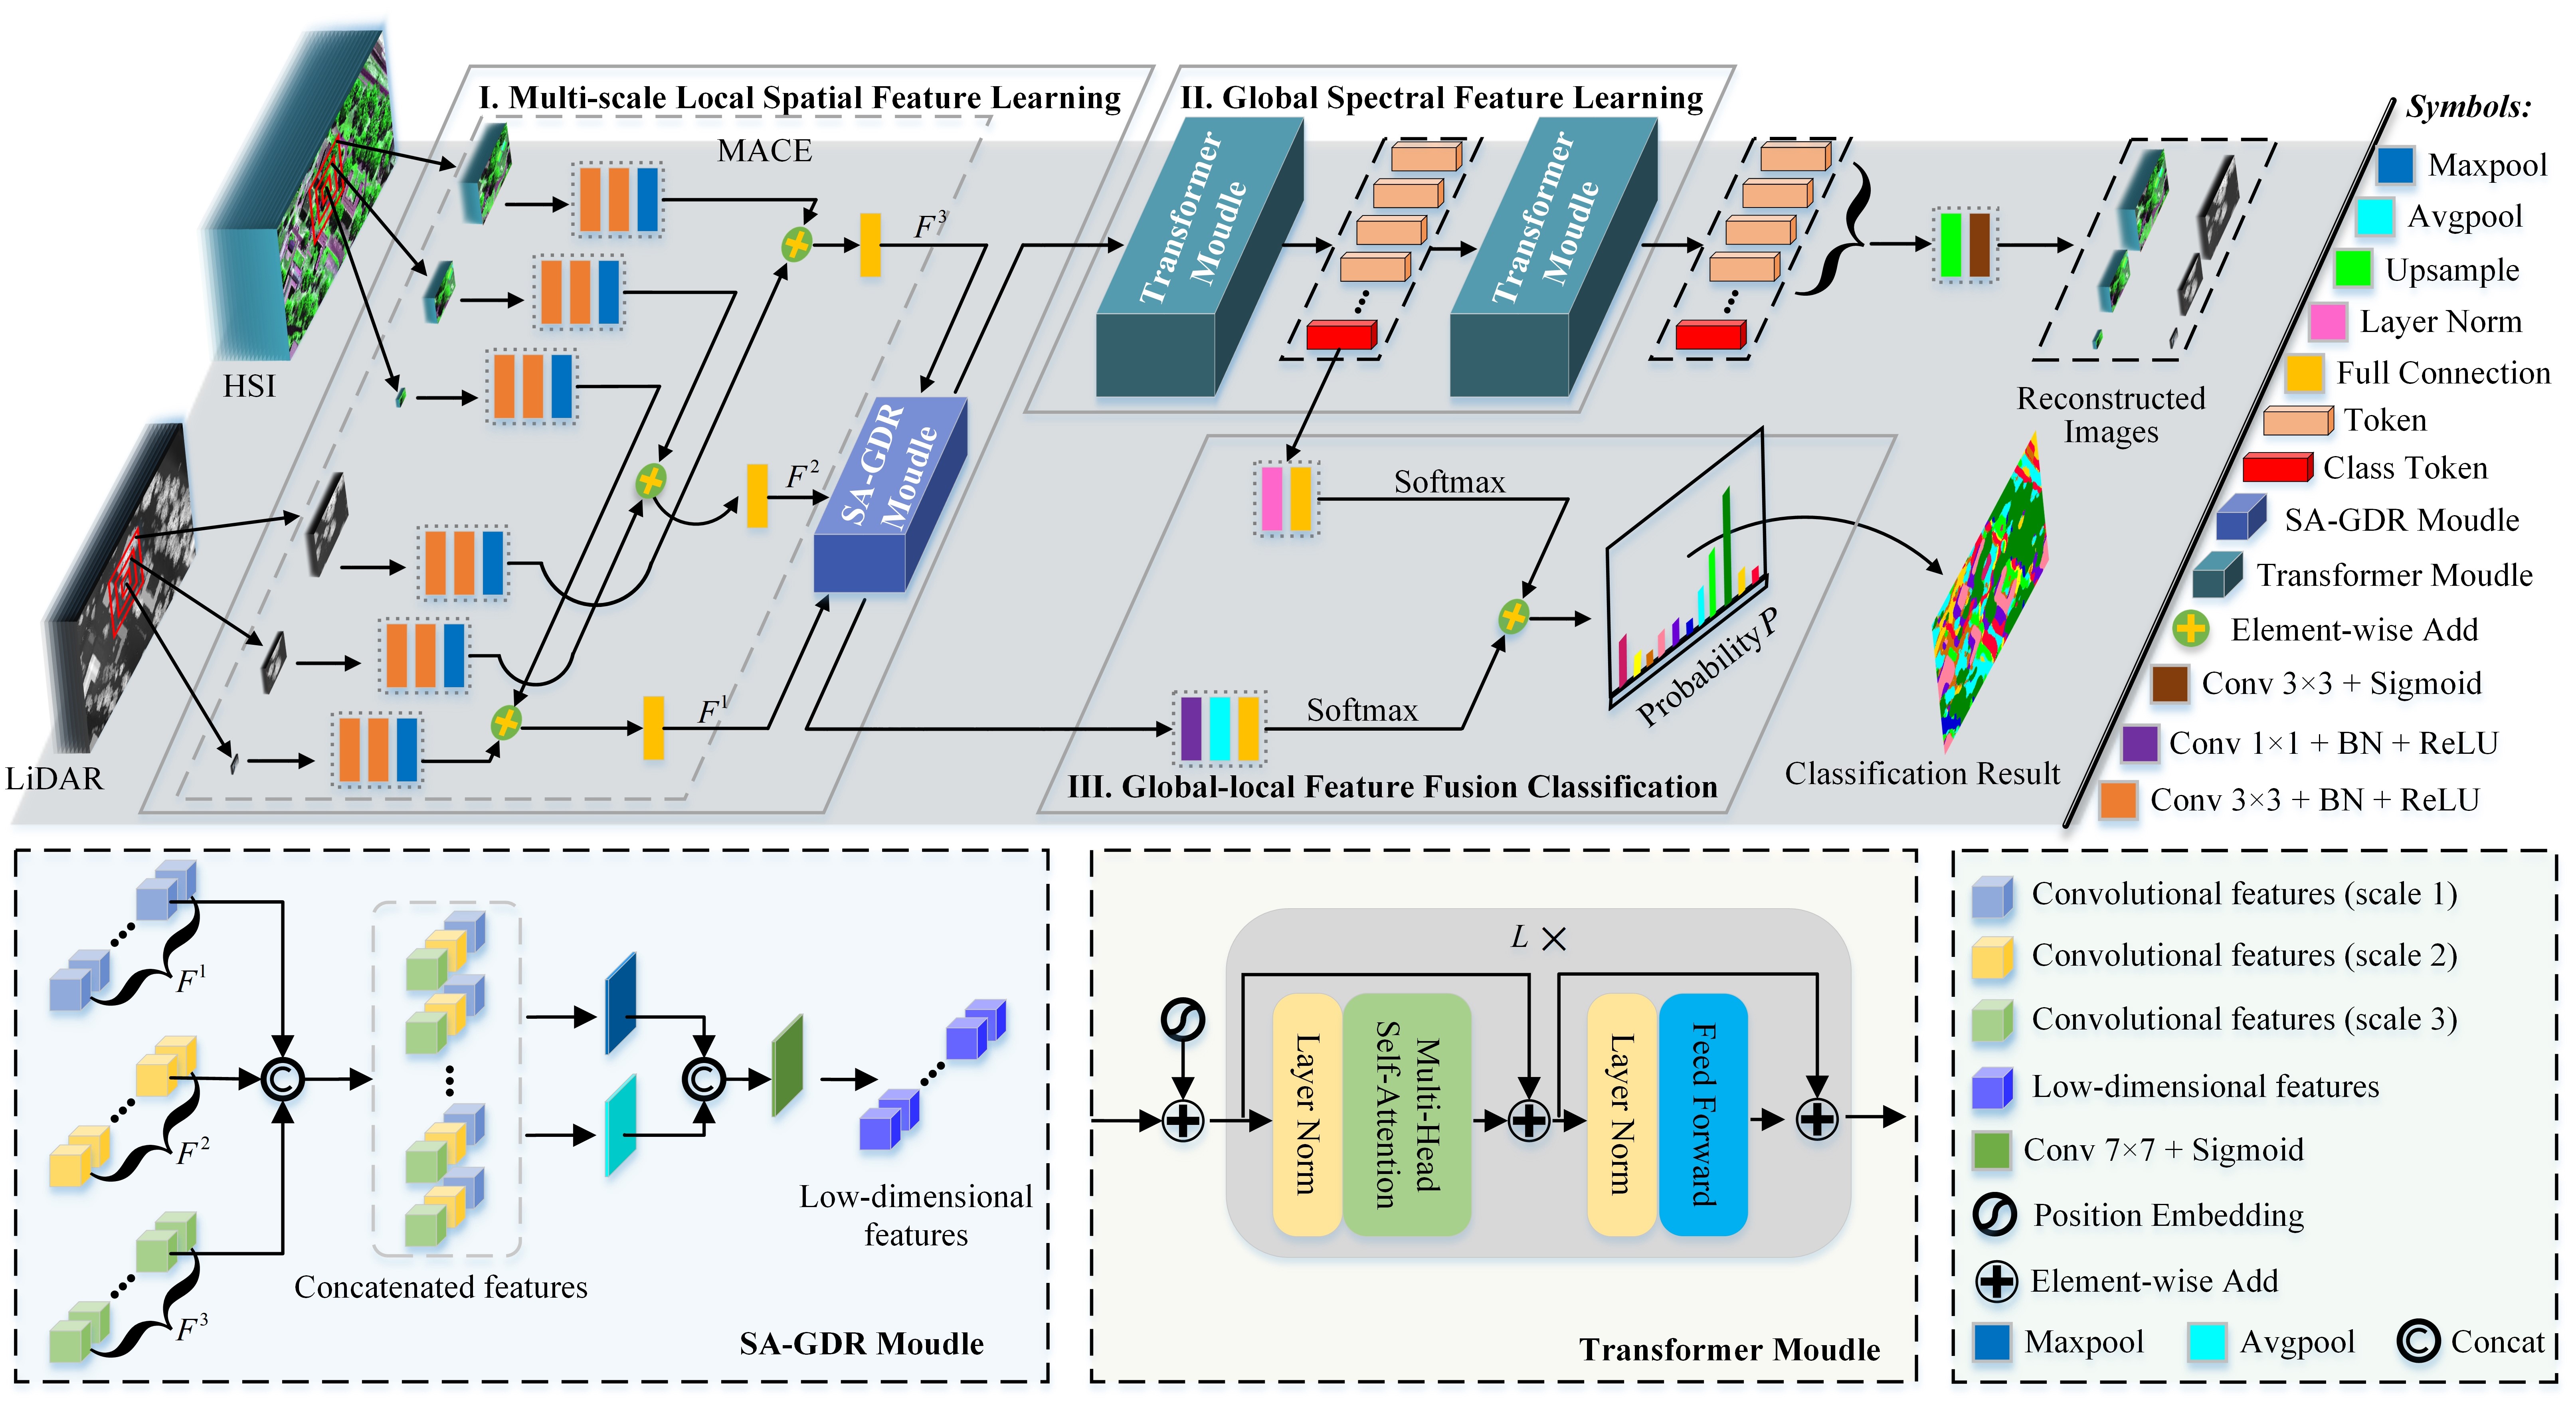 I. Multi-scale Local Spatial Feature Learning
MACE
HSI
LiDAR
F³
F²
F¹
SA-GDR
Moudle
II. Global Spectral Feature Learning
Transformer
Moudle
Transformer
Moudle
Reconstructed
Images
Softmax
Softmax
Probability P
III. Global-local Feature Fusion Classification
Classification Result
Symbols:
Maxpool
Avgpool
Upsample
Layer Norm
Full Connection
Token
Class Token
SA-GDR Moudle
Transformer Moudle
Element-wise Add
Conv 3×3 + Sigmoid
Conv 1×1 + BN + ReLU
Conv 3×3 + BN + ReLU
F¹
F²
F³
Concatenated features
Low-dimensional
features
SA-GDR Moudle
L ×
Layer Norm
Multi-Head
Self-Attention
Layer Norm
Feed Forward
Transformer Moudle
Convolutional features (scale 1)
Convolutional features (scale 2)
Convolutional features (scale 3)
Low-dimensional features
Conv 7×7 + Sigmoid
Position Embedding
Element-wise Add
Maxpool
Avgpool
Concat